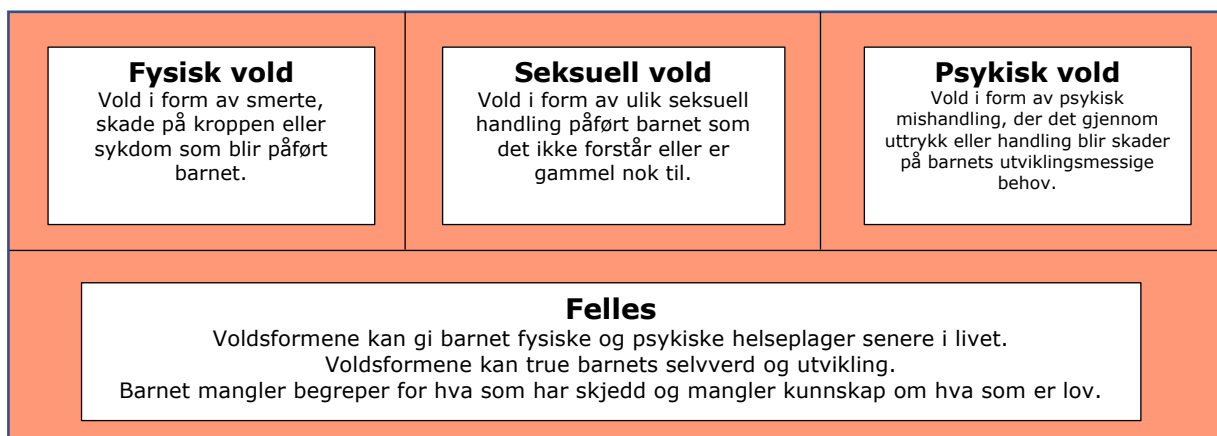 Fysisk vold
Vold i form av smerte,
skade på kroppen eller
sykdom som blir påført
barnet.
Seksuell vold
Vold i form av ulik seksuell
handling påført barnet som
det ikke forstår eller er
gammel nok til.
Psykisk vold
Vold i form av psykisk
mishandling, der det gjennom
uttrykk eller handling blir skader
på barnets utviklingsmessige
behov.
Felles
Voldsformene kan gi barnet fysiske og psykiske helseplager senere i livet.
Voldsformene kan true barnets selvverd og utvikling.
Barnet mangler begreper for hva som har skjedd og mangler kunnskap om hva som er lov.